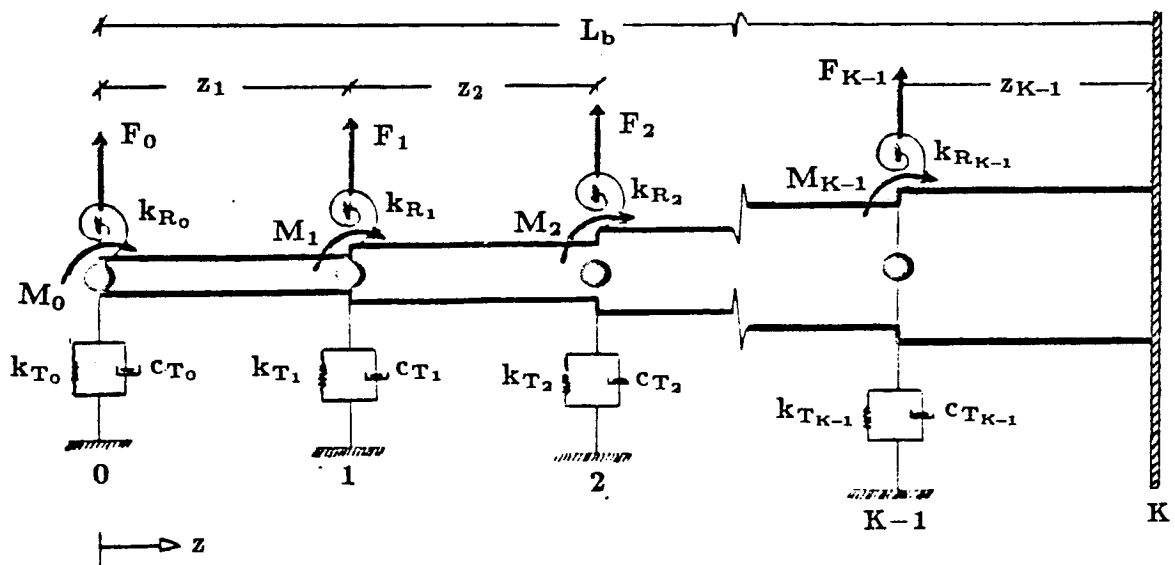 L_b
z_1 z_2 F_{K-1} z_{K-1}
F_0 F_1 F_2
k_{R_0} k_{R_1} k_{R_2} k_{R_{K-1}}
M_0 M_1 M_2 M_{K-1}
k_{T_0} c_{T_0} k_{T_1} c_{T_1} k_{T_2} c_{T_2} k_{T_{K-1}} c_{T_{K-1}}
0 1 2 K-1 K
z